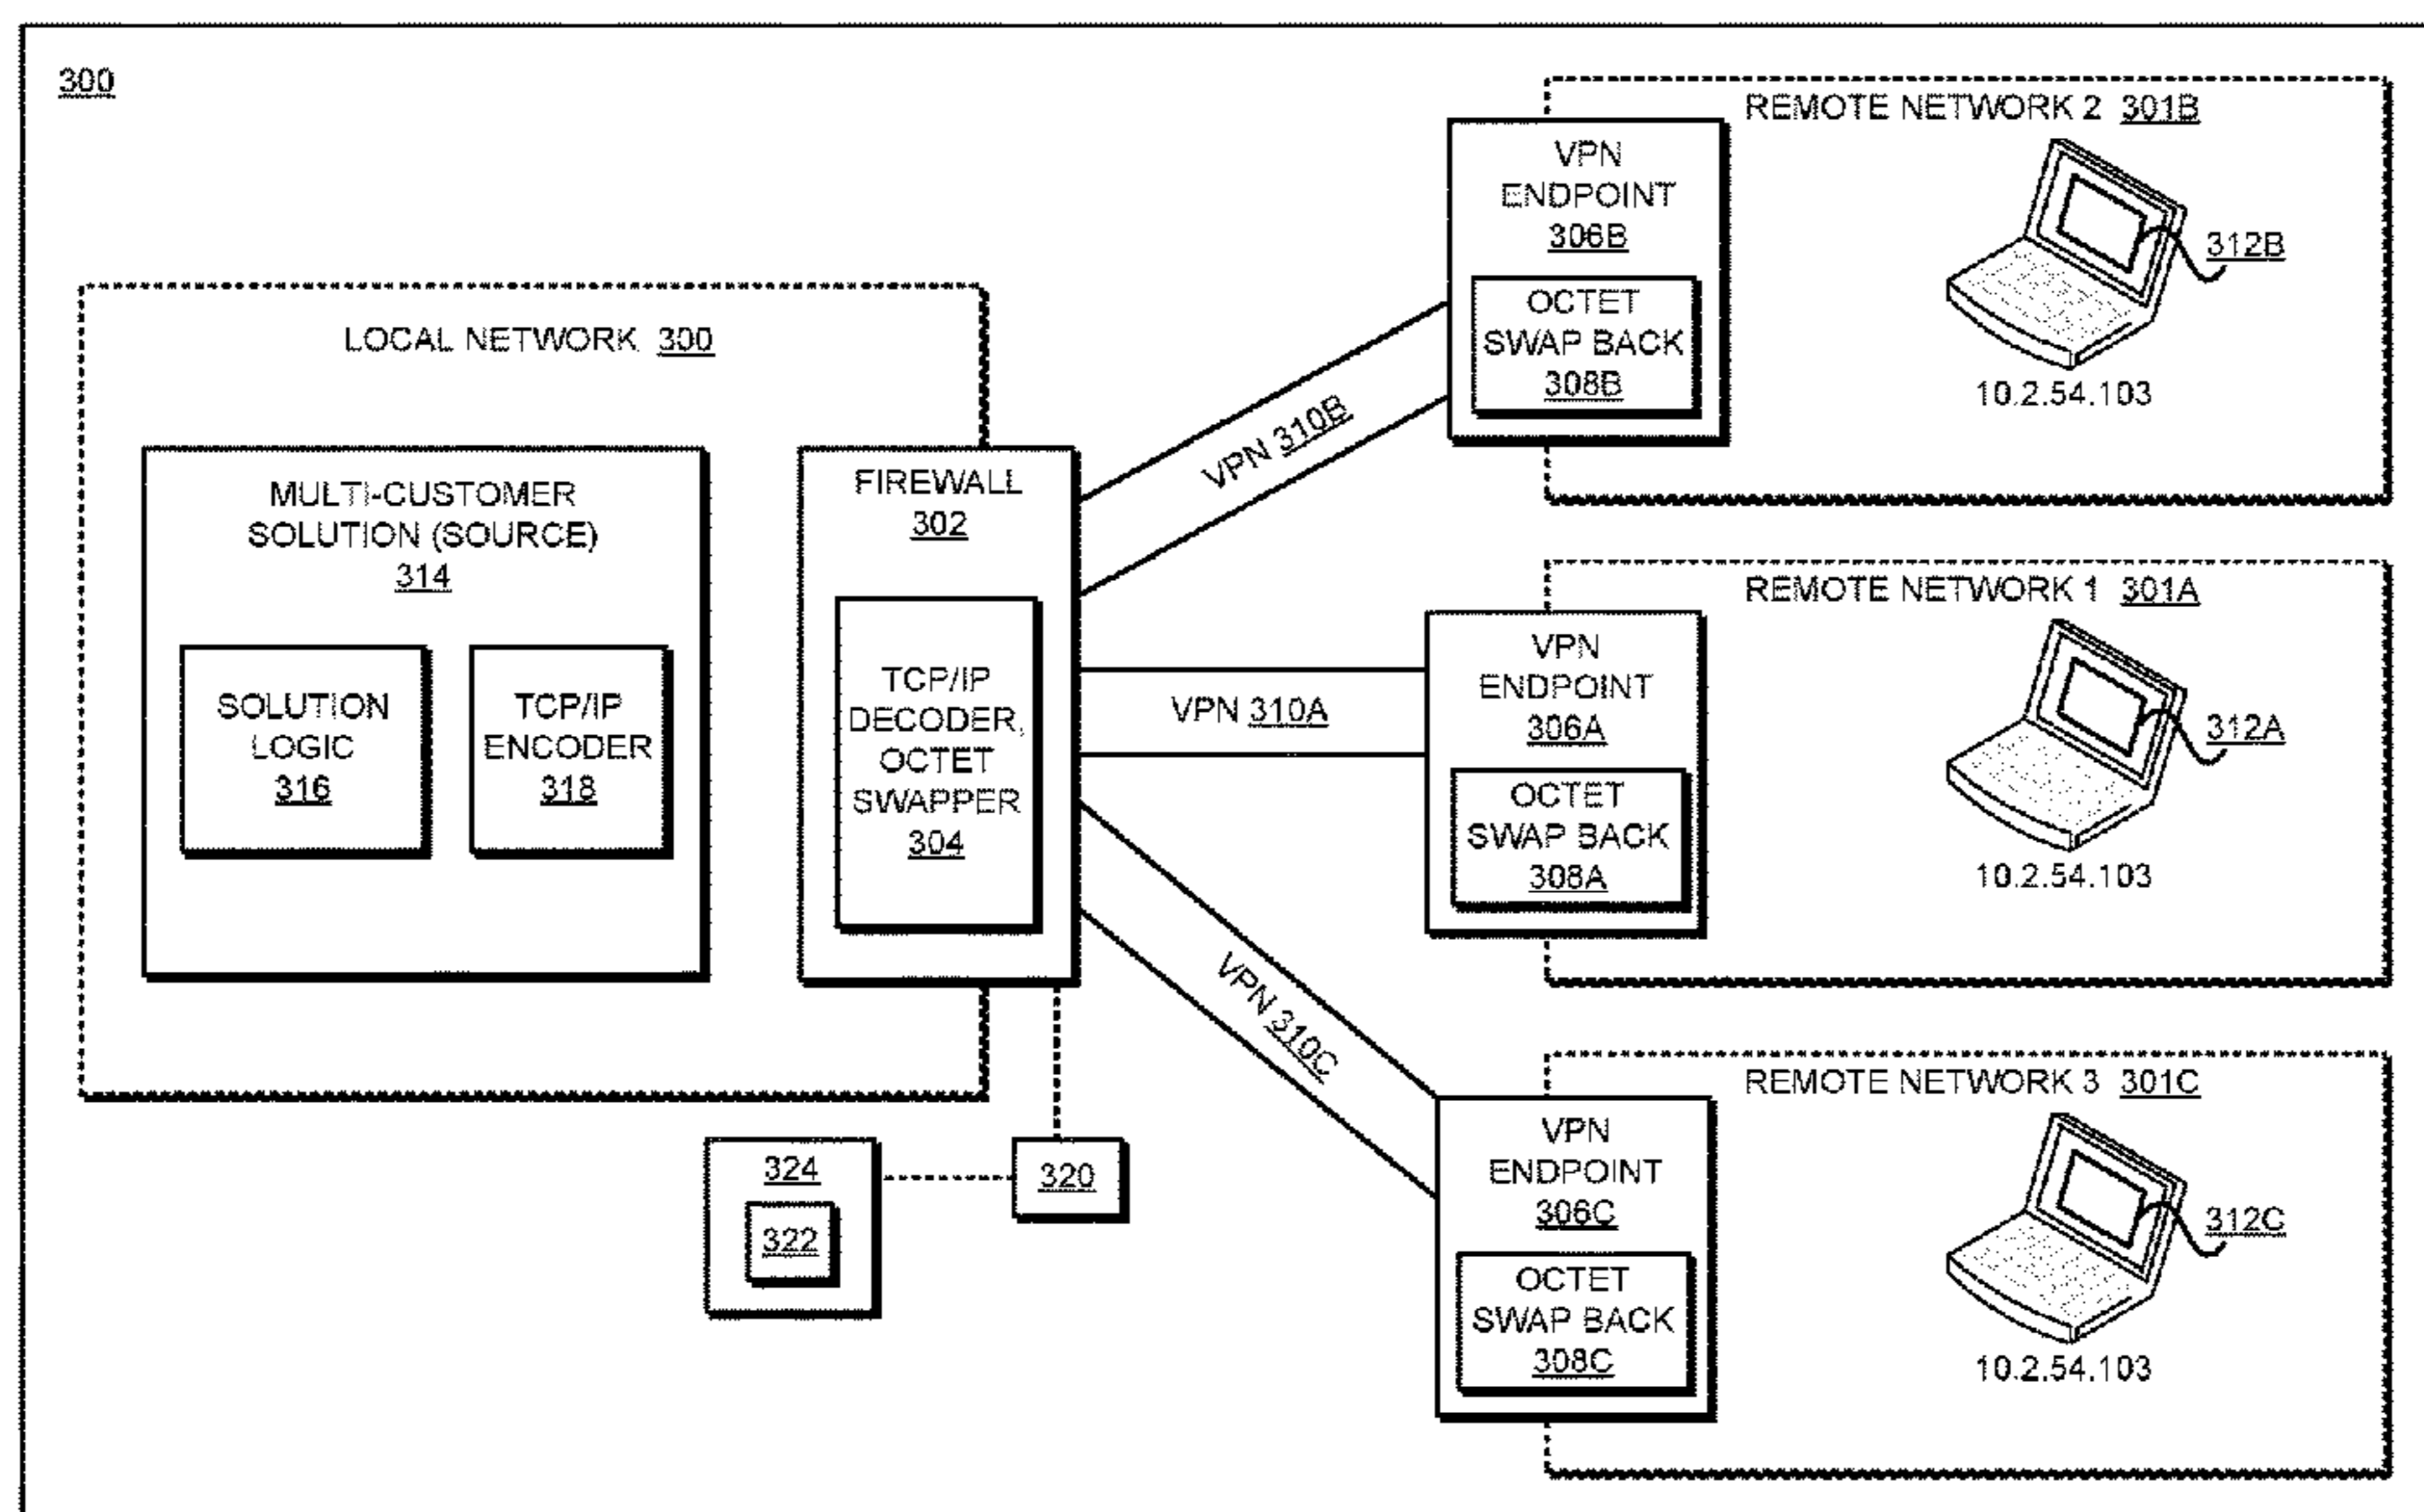 300
LOCAL NETWORK 300
MULTI-CUSTOMER
SOLUTION (SOURCE)
314
SOLUTION
LOGIC
316
TCP/IP
ENCODER
318
FIREWALL
302
TCP/IP
DECODER,
OCTET
SWAPPER
304
324
322
320
VPN 310B
VPN 310A
VPN 310C
REMOTE NETWORK 2 301B
VPN
ENDPOINT
306B
OCTET
SWAP BACK
308B
312B
10.2.54.103
REMOTE NETWORK 1 301A
VPN
ENDPOINT
306A
OCTET
SWAP BACK
308A
312A
10.2.54.103
REMOTE NETWORK 3 301C
VPN
ENDPOINT
306C
OCTET
SWAP BACK
308C
312C
10.2.54.103